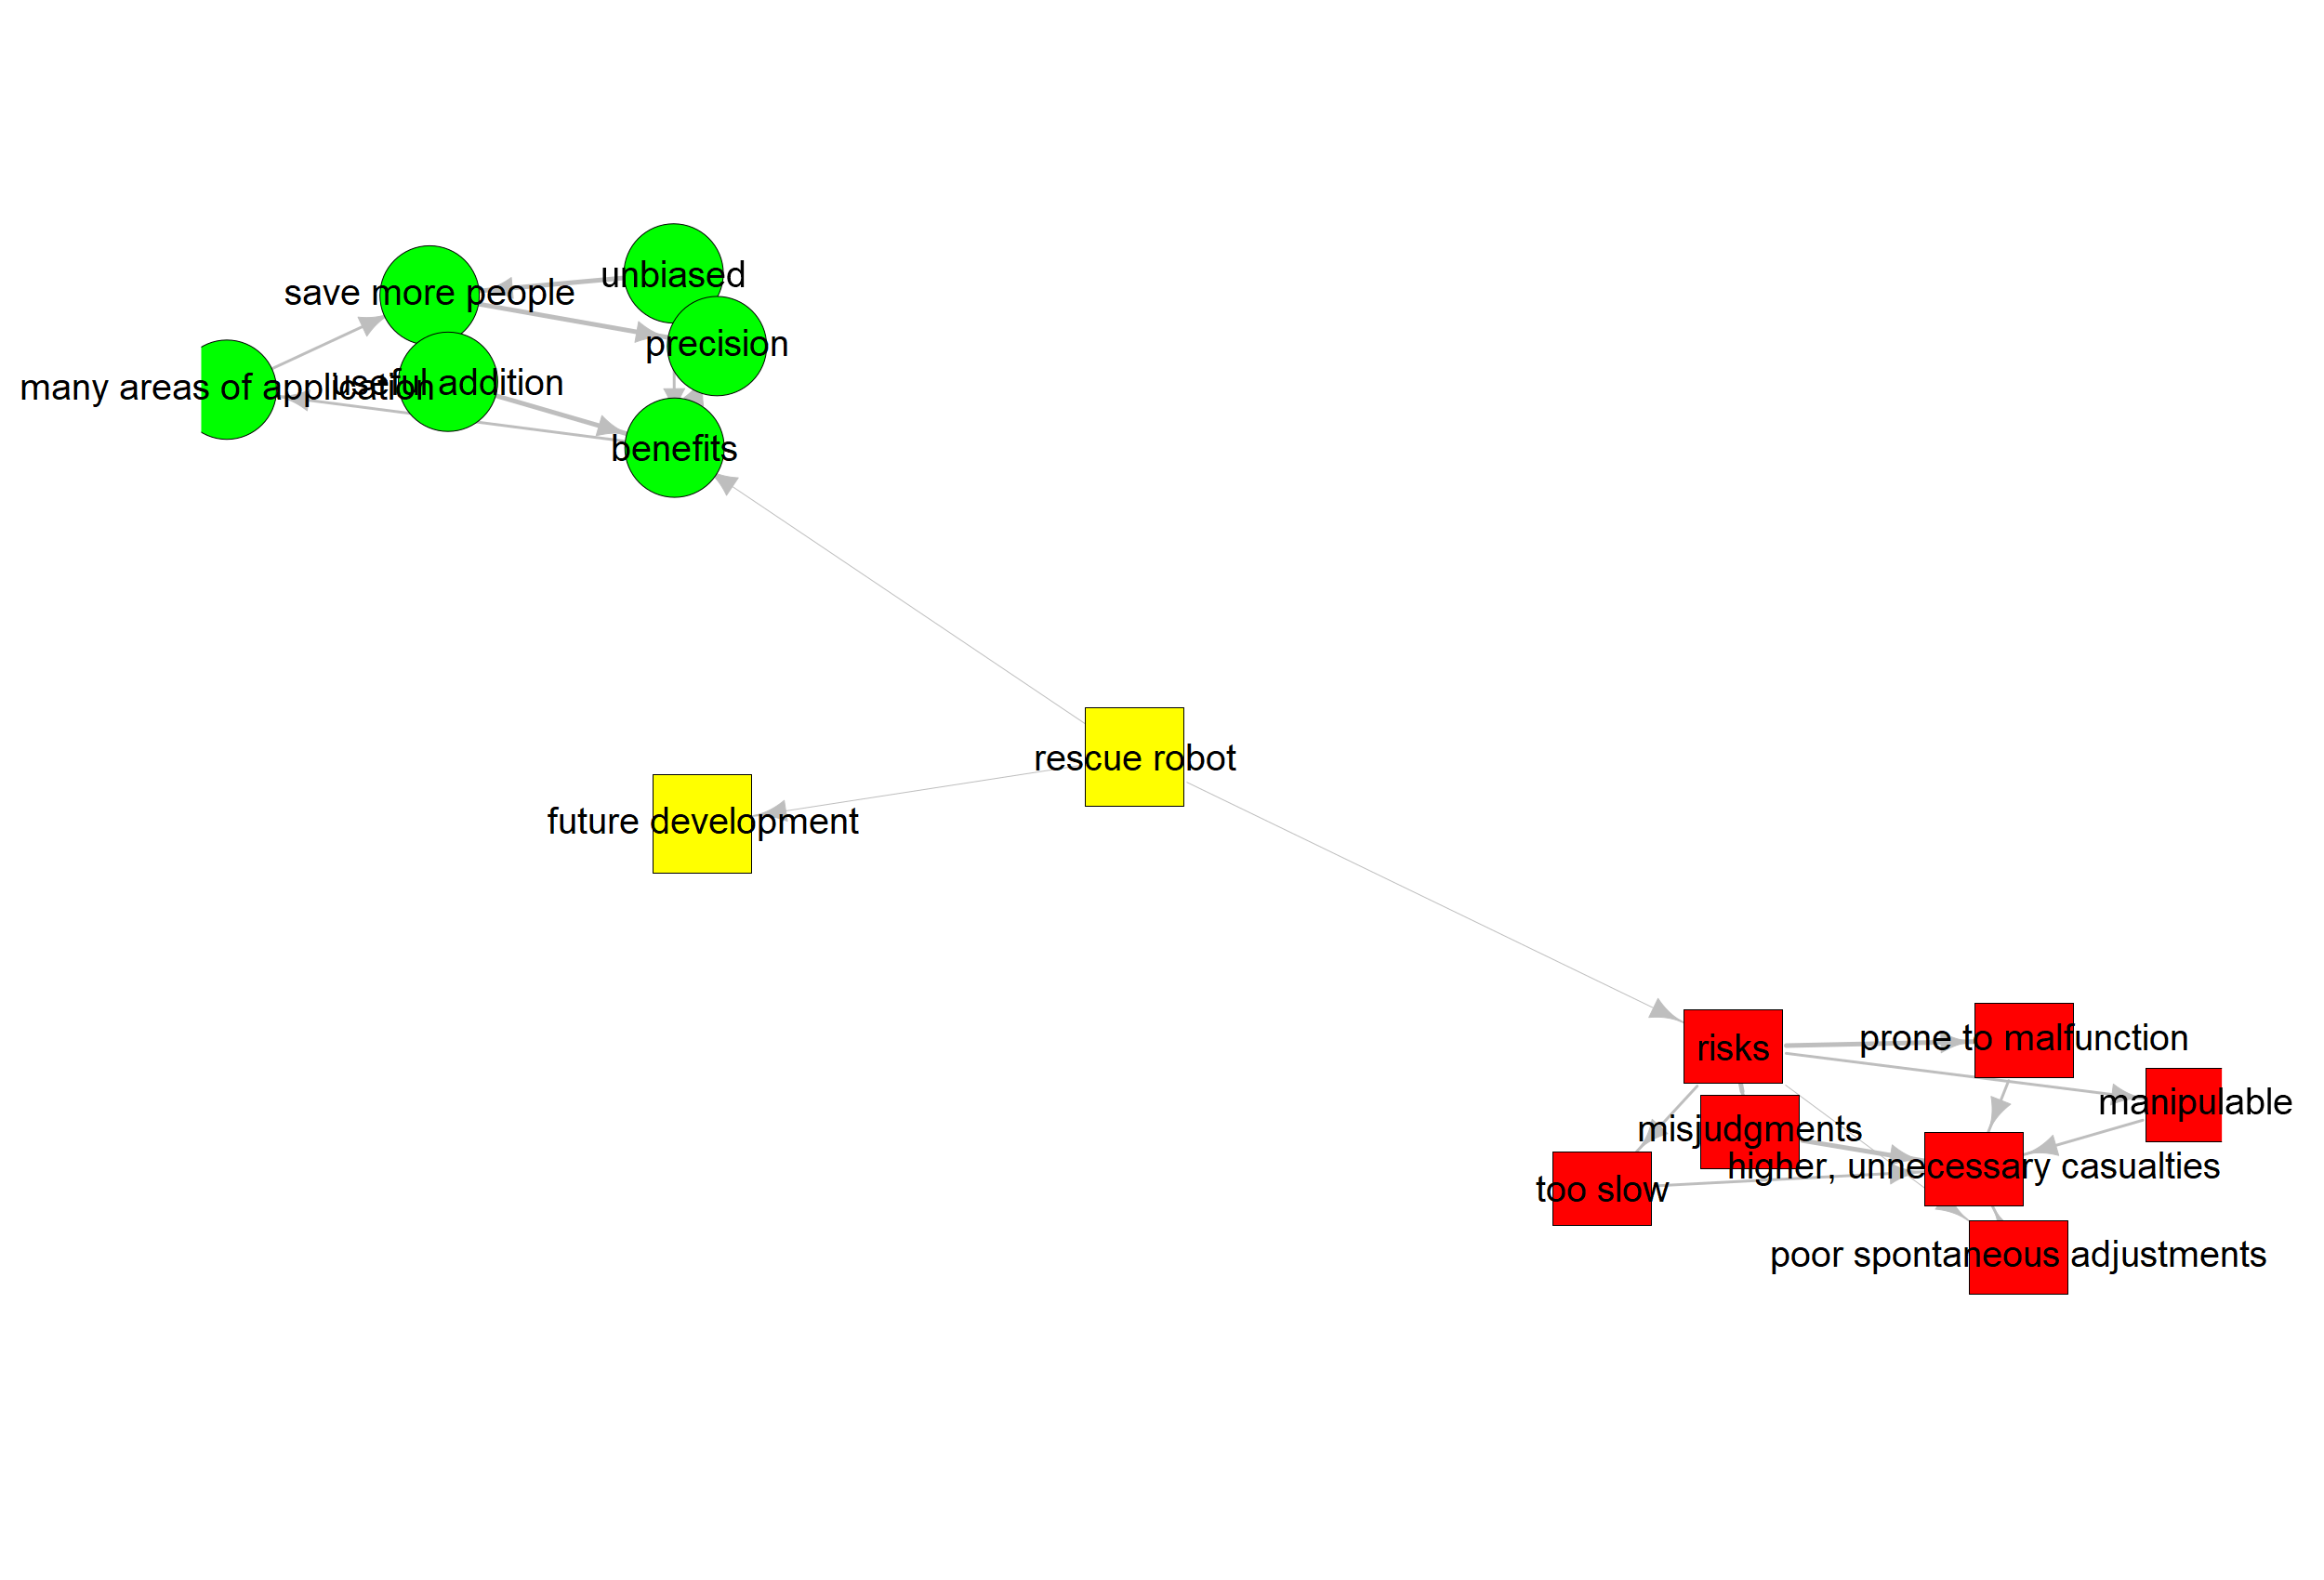 unbiased
save more people
precision
many areas of application
useful addition
benefits
rescue robot
future development
risks
prone to malfunction
manipulable
misjudgments
higher, unnecessary casualties
too slow
poor spontaneous adjustments